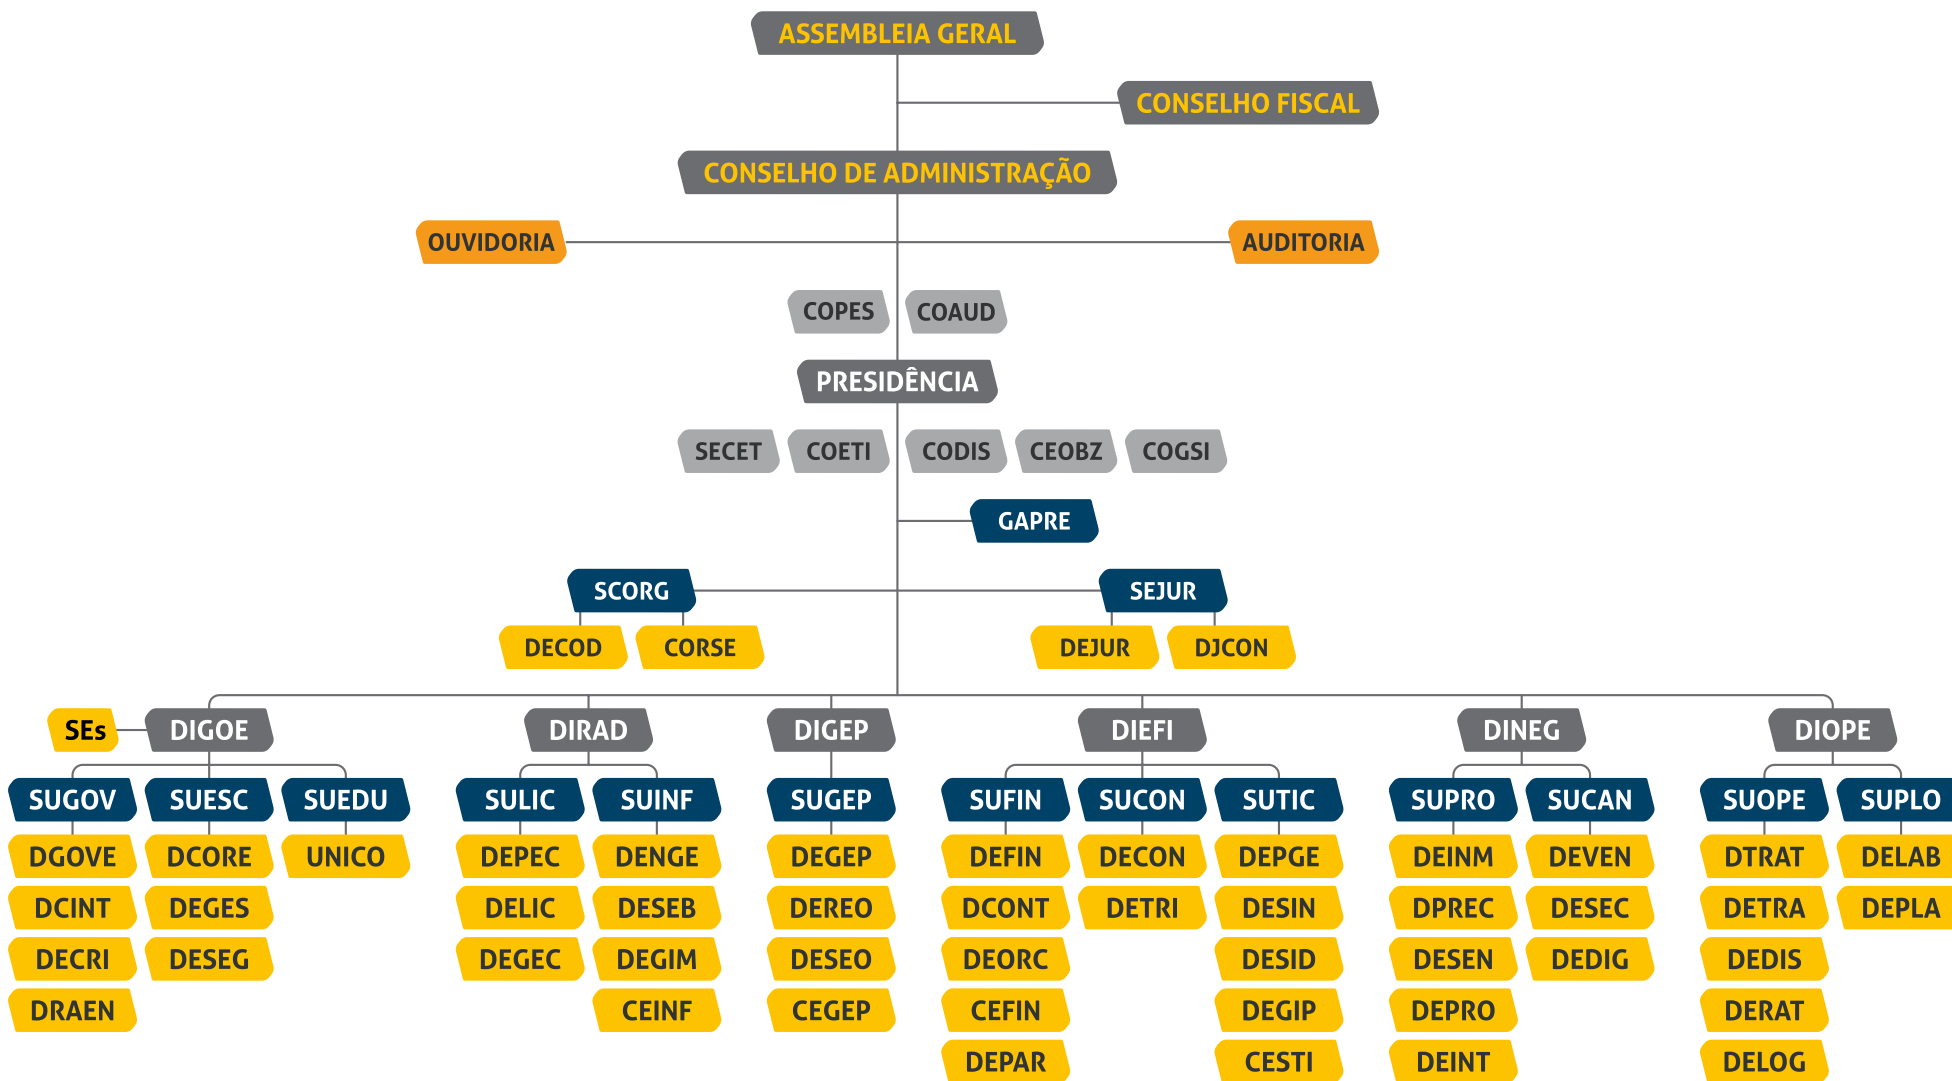 ASSEMBLEIA GERAL
CONSELHO FISCAL
CONSELHO DE ADMINISTRAÇÃO
OUVIDORIA
AUDITORIA
COPES
COAUD
PRESIDÊNCIA
SECET
COETI
CODIS
CEOBZ
COGSI
GAPRE
SCORG
SEJUR
DECOD
CORSE
DEJUR
DJCON
SEs
DIGOE
DIRAD
DIGEP
DIEFI
DINEG
DIOPE
SUGOV
SUESC
SUEDU
SULIC
SUINF
SUGEP
SUFIN
SUCON
SUTIC
SUPRO
SUCAN
SUOPE
SUPLO
DGOVE
DCORE
UNICO
DEPEC
DENGE
DEGEP
DEFIN
DECON
DEPGE
DEINM
DEVEN
DTRAT
DELAB
DCINT
DEGES
DELIC
DESEB
DEREO
DCONT
DETRI
DESIN
DPREC
DESEC
DETRA
DEPLA
DECRI
DESEG
DEGEC
DEGIM
DESEO
DEORC
DESID
DESEN
DEDIG
DEDIS
DRAEN
CEINF
CEGEP
CEFIN
DEGIP
DEPRO
DERAT
DEPAR
CESTI
DEINT
DELOG